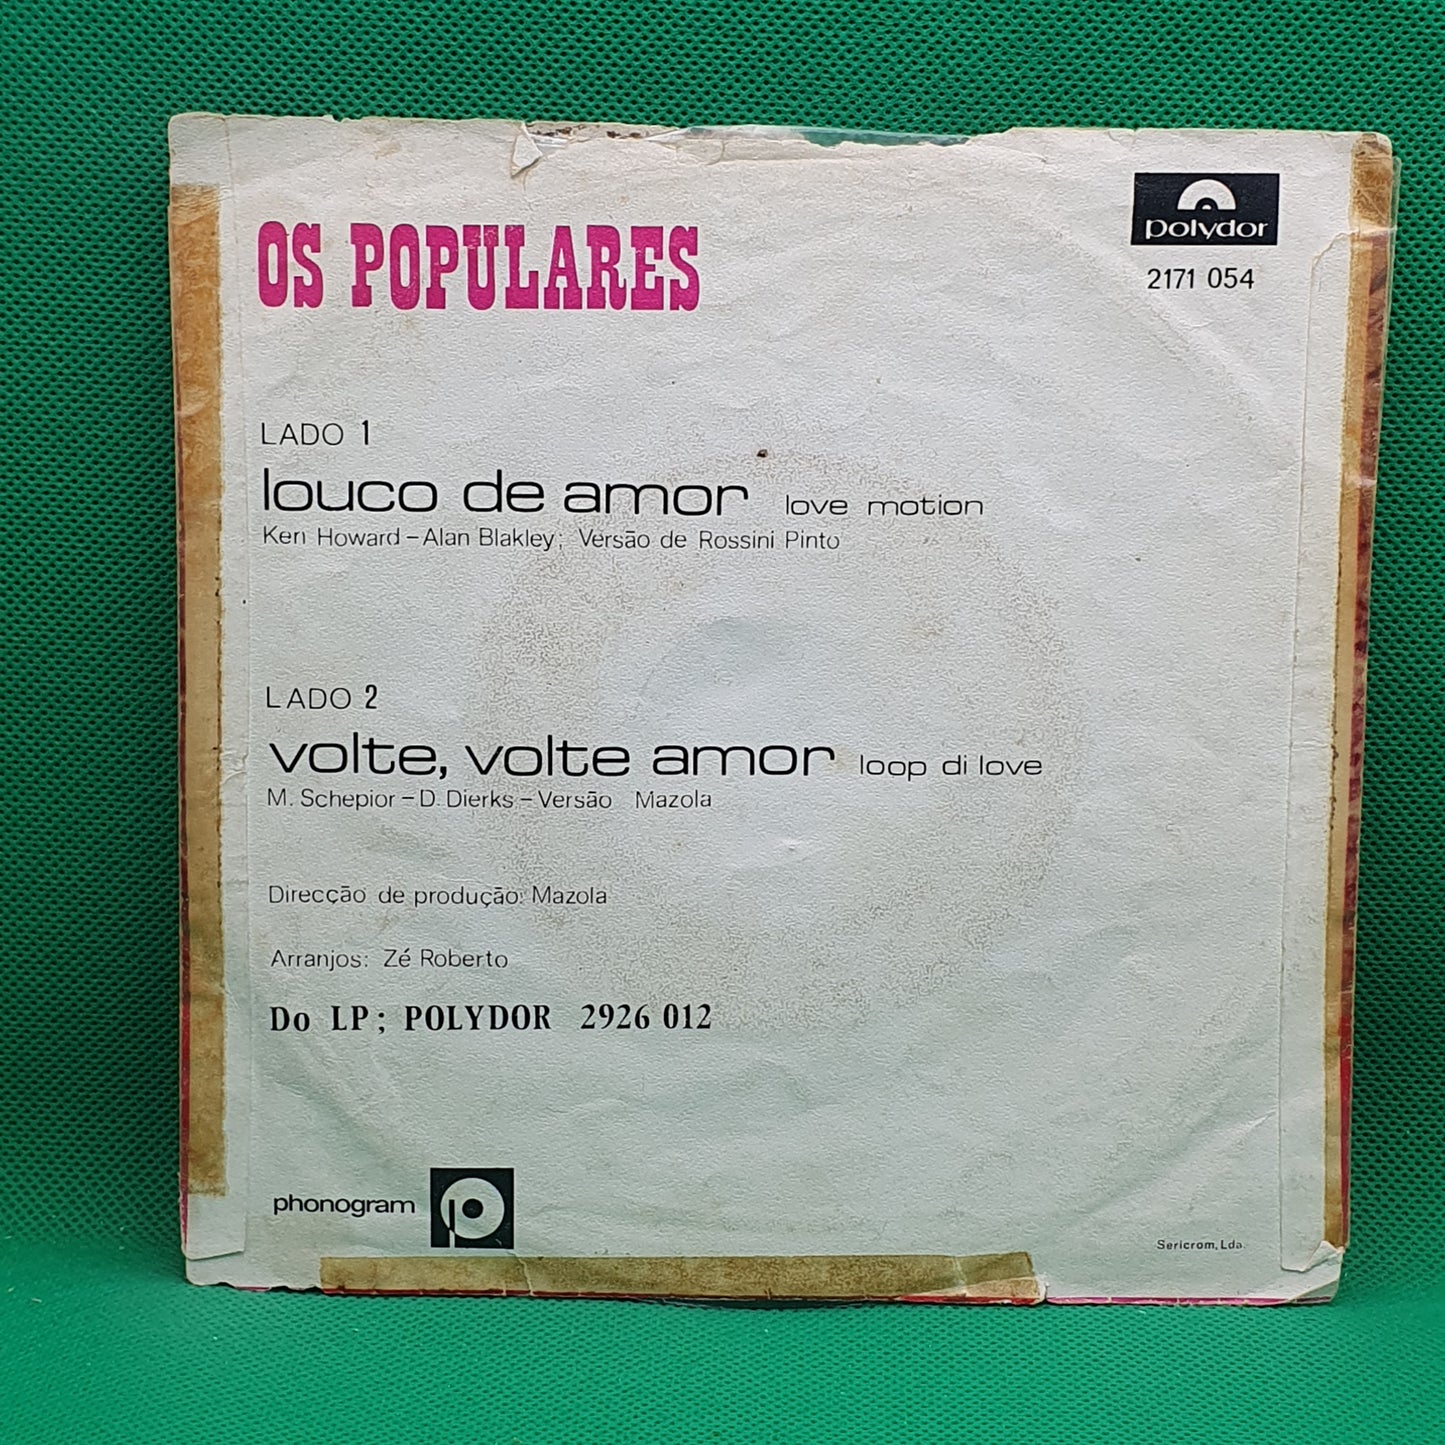 OS POPULARES
polydor
2171 054
LADO 1
louco de amor love motion
Ken Howard – Alan Blakley; Versão de Rossini Pinto
LADO 2
volte, volte amor loop di love
M. Schepior – D. Dierks – Versão Mazola
Direcção de produção: Mazola
Arranjos: Zé Roberto
Do LP; POLYDOR 2926 012
phonogram
Sericrom, Lda.